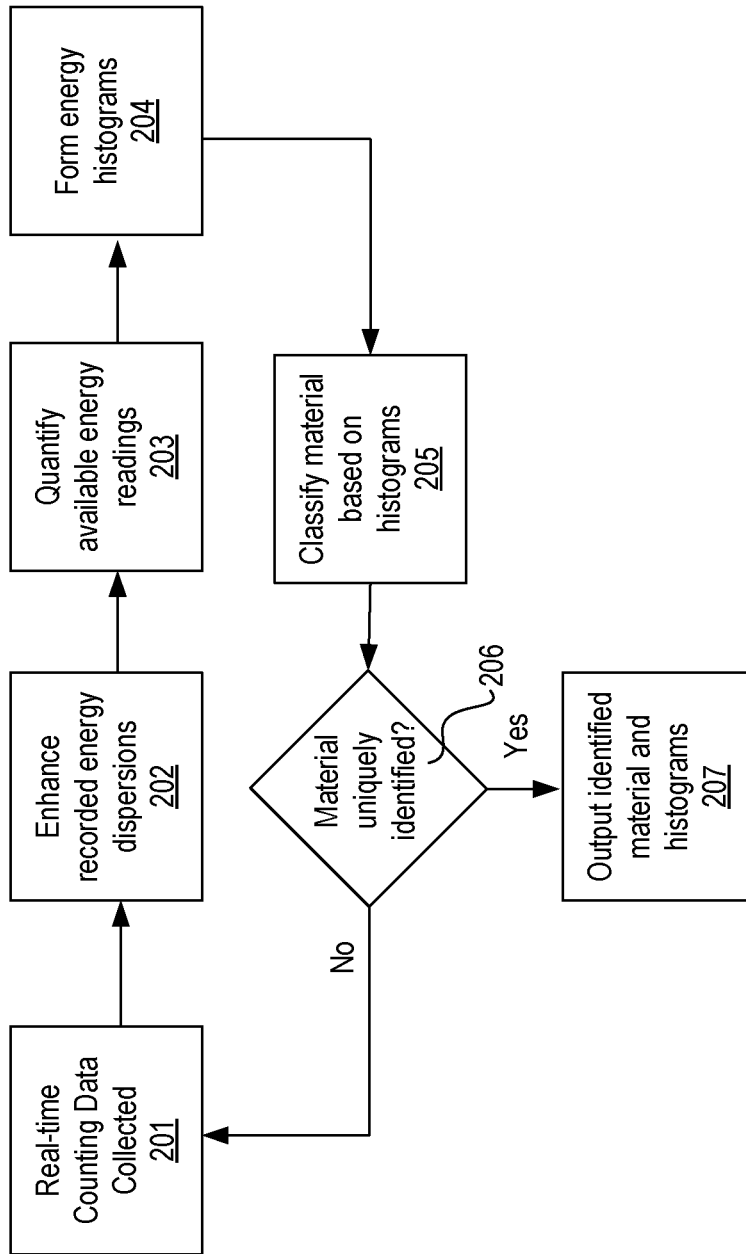 Real-time
Counting Data
Collected
201
Enhance
recorded energy
dispersions
202
Quantify
available energy
readings
203
Form energy
histograms
204
Classify material
based on
histograms
205
Material
uniquely
identified?
206
No
Yes
Output identified
material and
histograms
207